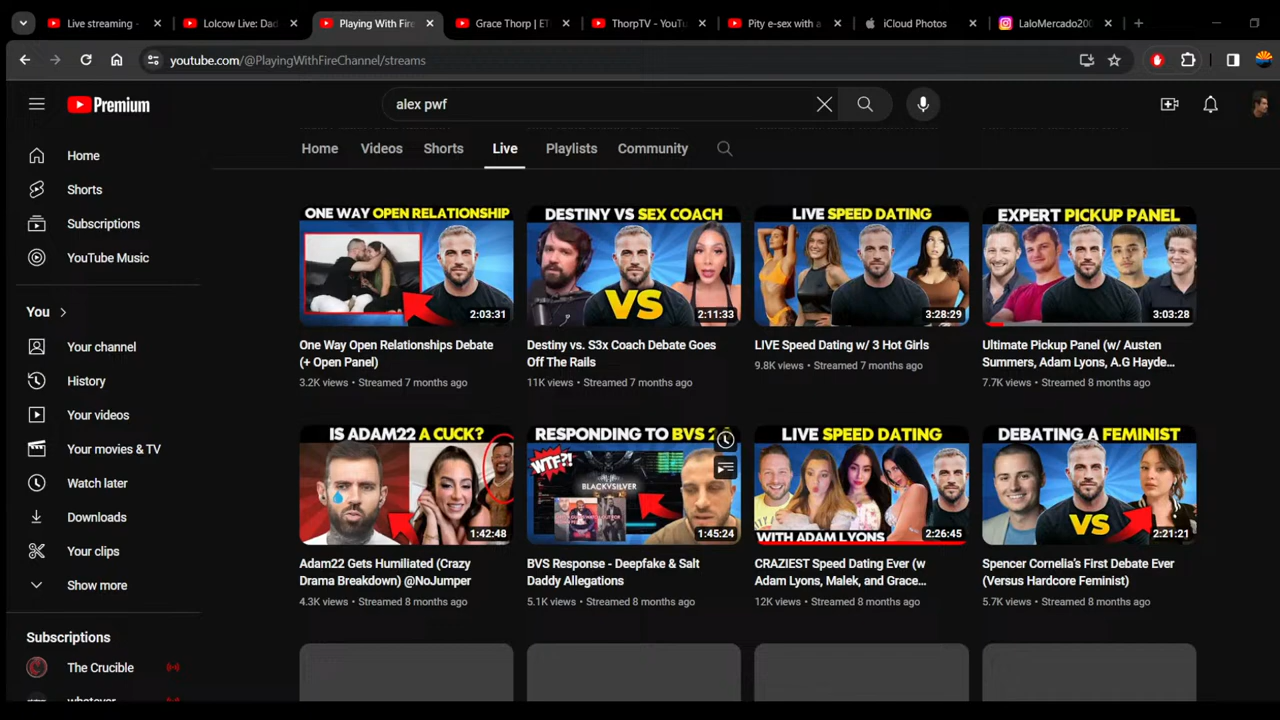 Live streaming -
Lolcow Live: Dad
Playing With Fire
Grace Thorp | E
ThorpTV - YouTu
Pity e-sex with a
iCloud Photos
LaloMercado200
youtube.com/@PlayingWithFireChannel/streams
Premium
alex pwf
Home
Videos
Shorts
Live
Playlists
Community
Home
Shorts
Subscriptions
YouTube Music
You
Your channel
History
Your videos
Your movies & TV
Watch later
Downloads
Your clips
Show more
Subscriptions
The Crucible
whatever
ONE WAY OPEN RELATIONSHIP
2:03:31
One Way Open Relationships Debate
(+ Open Panel)
3.2K views • Streamed 7 months ago
DESTINY VS SEX COACH
VS
2:11:33
Destiny vs. S3x Coach Debate Goes
Off The Rails
11K views • Streamed 7 months ago
LIVE SPEED DATING
3:28:29
LIVE Speed Dating w/ 3 Hot Girls
9.8K views • Streamed 7 months ago
EXPERT PICKUP PANEL
3:03:28
Ultimate Pickup Panel (w/ Austen
Summers, Adam Lyons, A.G Hayde...
7.7K views • Streamed 8 months ago
IS ADAM22 A CUCK?
1:42:48
Adam22 Gets Humiliated (Crazy
Drama Breakdown) @NoJumper
4.3K views • Streamed 8 months ago
RESPONDING TO BVS
WTF?!
BLACKVSILVER
1:45:24
BVS Response - Deepfake & Salt
Daddy Allegations
5.1K views • Streamed 8 months ago
LIVE SPEED DATING
WITH ADAM LYONS
2:26:45
CRAZIEST Speed Dating Ever (w
Adam Lyons, Malek, and Grace...
12K views • Streamed 8 months ago
DEBATING A FEMINIST
VS
2:21:21
Spencer Cornelia's First Debate Ever
(Versus Hardcore Feminist)
5.7K views • Streamed 8 months ago